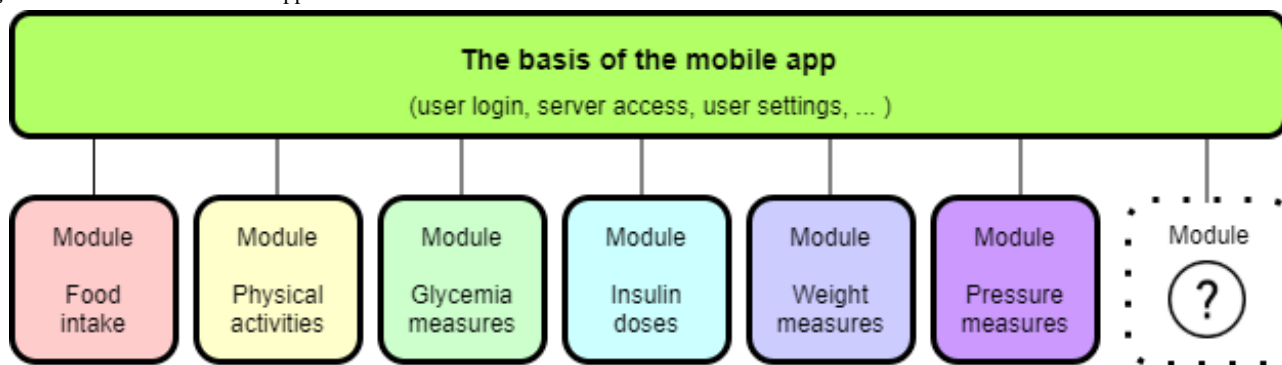 The basis of the mobile app
(user login, server access, user settings, ... )
Module
Food
intake
Module
Physical
activities
Module
Glycemia
measures
Module
Insulin
doses
Module
Weight
measures
Module
Pressure
measures
Module
?